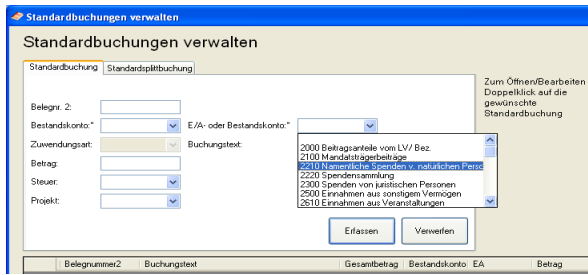 Standardbuchungen verwalten
Standardbuchungen verwalten
Standardbuchung Standardsplittbuchung
Zum Öffnen/Bearbeiten
Doppelklick auf die
gewünschte
Standardbuchung
Belegnr. 2:
Bestandskonto:* E/A- oder Bestandskonto:*
Zuwendungsart: Buchungstext:
2000 Beitragsanteile vom LV/ Bez.
2100 Mandatsträgerbeiträge
2210 Namentliche Spenden v. natürlichen Persc
2220 Spendensammlung
2300 Spenden von juristischen Personen
2500 Einnahmen aus sonstigem Vermögen
2610 Einnahmen aus Veranstaltungen
Betrag:
Steuer:
Projekt:
Erfassen Verwerfen
Belegnummer2 Buchungstext Gesamtbetrag Bestandskonto EA Betrag